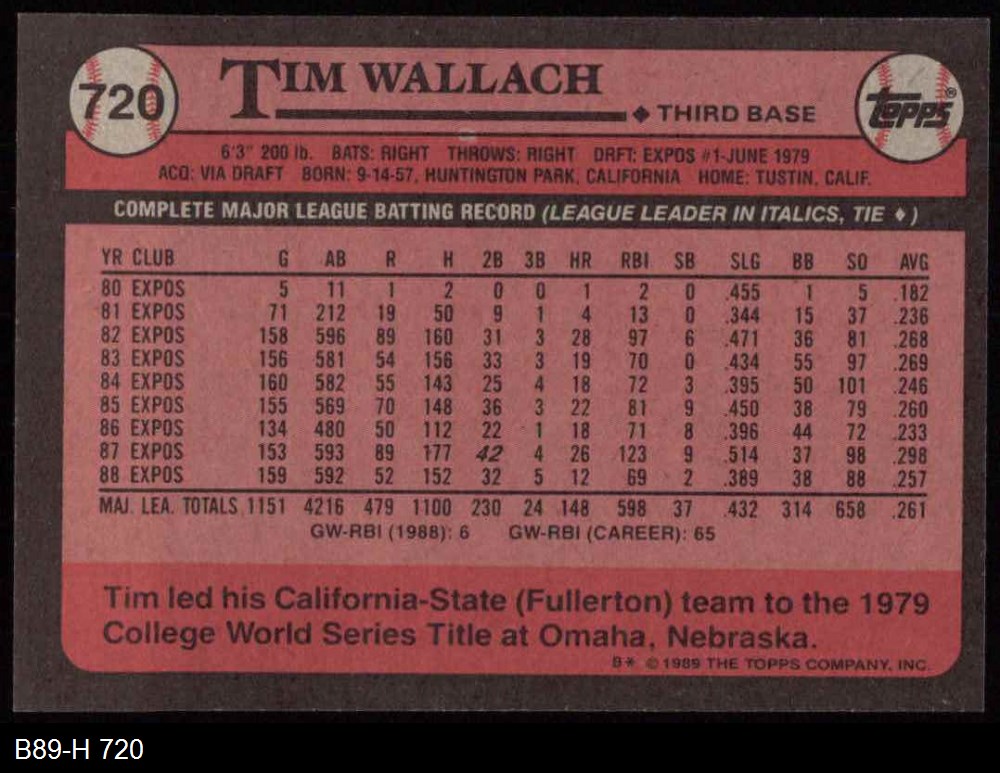 720
TIM WALLACH
♦ THIRD BASE
TOPPS®
6'3" 200 lb. BATS: RIGHT THROWS: RIGHT DRFT: EXPOS #1-JUNE 1979
ACQ: VIA DRAFT BORN: 9-14-57, HUNTINGTON PARK, CALIFORNIA HOME: TUSTIN, CALIF.
COMPLETE MAJOR LEAGUE BATTING RECORD (LEAGUE LEADER IN ITALICS, TIE ♦)
YR CLUB G AB R H 2B 3B HR RBI SB SLG BB SO AVG
80 EXPOS 5 11 1 2 0 0 1 2 0 .455 1 5 .182
81 EXPOS 71 212 19 50 9 1 4 13 0 .344 15 37 .236
82 EXPOS 158 596 89 160 31 3 28 97 6 .471 36 81 .268
83 EXPOS 156 581 54 156 33 3 19 70 0 .434 55 97 .269
84 EXPOS 160 582 55 143 25 4 18 72 3 .395 50 101 .246
85 EXPOS 155 569 70 148 36 3 22 81 9 .450 38 79 .260
86 EXPOS 134 480 50 112 22 1 18 71 8 .396 44 72 .233
87 EXPOS 153 593 89 177 42 4 26 123 9 .514 37 98 .298
88 EXPOS 159 592 52 152 32 5 12 69 2 .389 38 88 .257
MAJ. LEA. TOTALS 1151 4216 479 1100 230 24 148 598 37 .432 314 658 .261
GW-RBI (1988): 6 GW-RBI (CAREER): 65
Tim led his California-State (Fullerton) team to the 1979
College World Series Title at Omaha, Nebraska.
B* © 1989 THE TOPPS COMPANY, INC.
B89-H 720